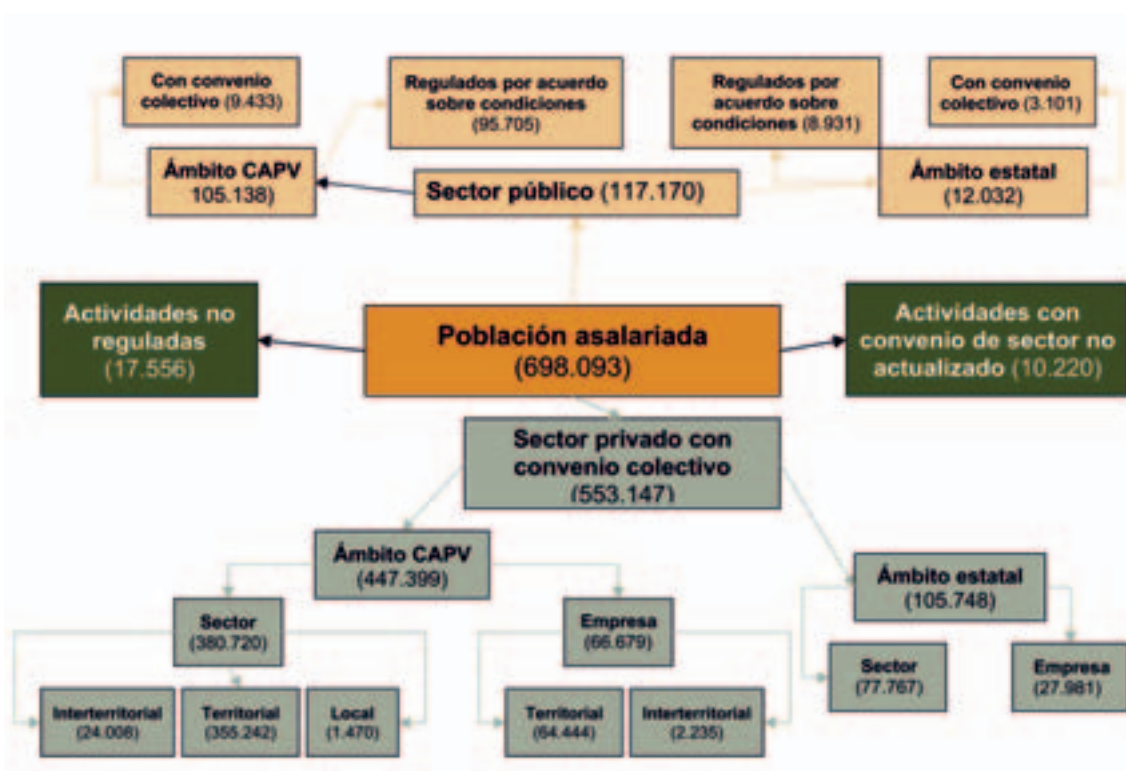 Con convenio
colectivo (9.433)
Regulados por acuerdo
sobre condiciones
(95.705)
Regulados por
acuerdo sobre
condiciones (8.931)
Con convenio
colectivo (3.101)
Ámbito CAPV
105.138)
Sector público (117.170)
Ámbito estatal
(12.032)
Actividades no
reguladas
(17.556)
Población asalariada
(698.093)
Actividades con
convenio de sector no
actualizado (10.220)
Sector privado con
convenio colectivo
(553.147)
Ámbito CAPV
(447.399)
Ámbito estatal
(105.748)
Sector
(380.720)
Empresa
(66.679)
Sector
(77.767)
Empresa
(27.981)
Interterritorial
(24.008)
Territorial
(355.242)
Local
(1.470)
Territorial
(64.444)
Interterritorial
(2.235)